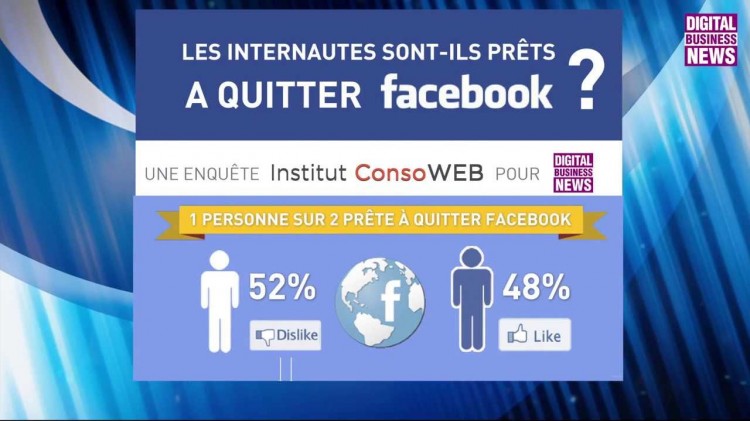 DIGITAL
BUSINESS
NEWS
LES INTERNAUTES SONT-ILS PRÊTS
A QUITTER facebook ?
UNE ENQUÊTE Institut ConsoWEB POUR DIGITAL BUSINESS NEWS
1 PERSONNE SUR 2 PRÊTE À QUITTER FACEBOOK
52% f 48%
Dislike Like